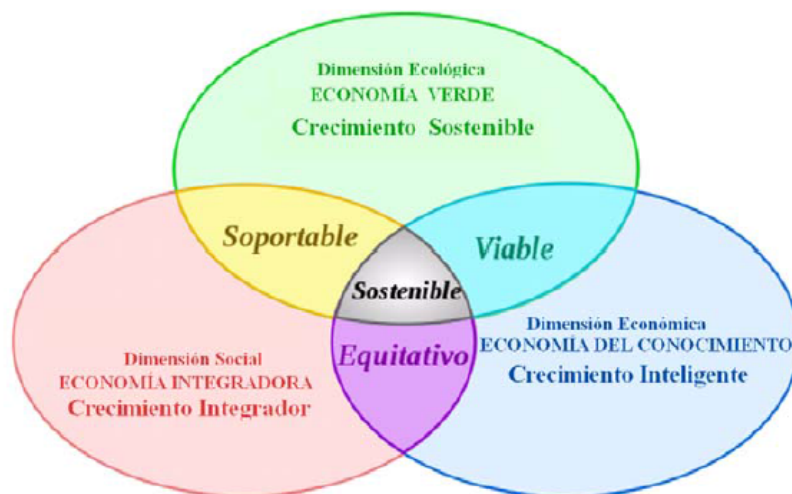 Dimensión Ecológica
ECONOMÍA VERDE
Crecimiento Sostenible
Soportable
Viable
Sostenible
Equitativo
Dimensión Social
ECONOMÍA INTEGRADORA
Crecimiento Integrador
Dimensión Económica
ECONOMÍA DEL CONOCIMIENTO
Crecimiento Inteligente